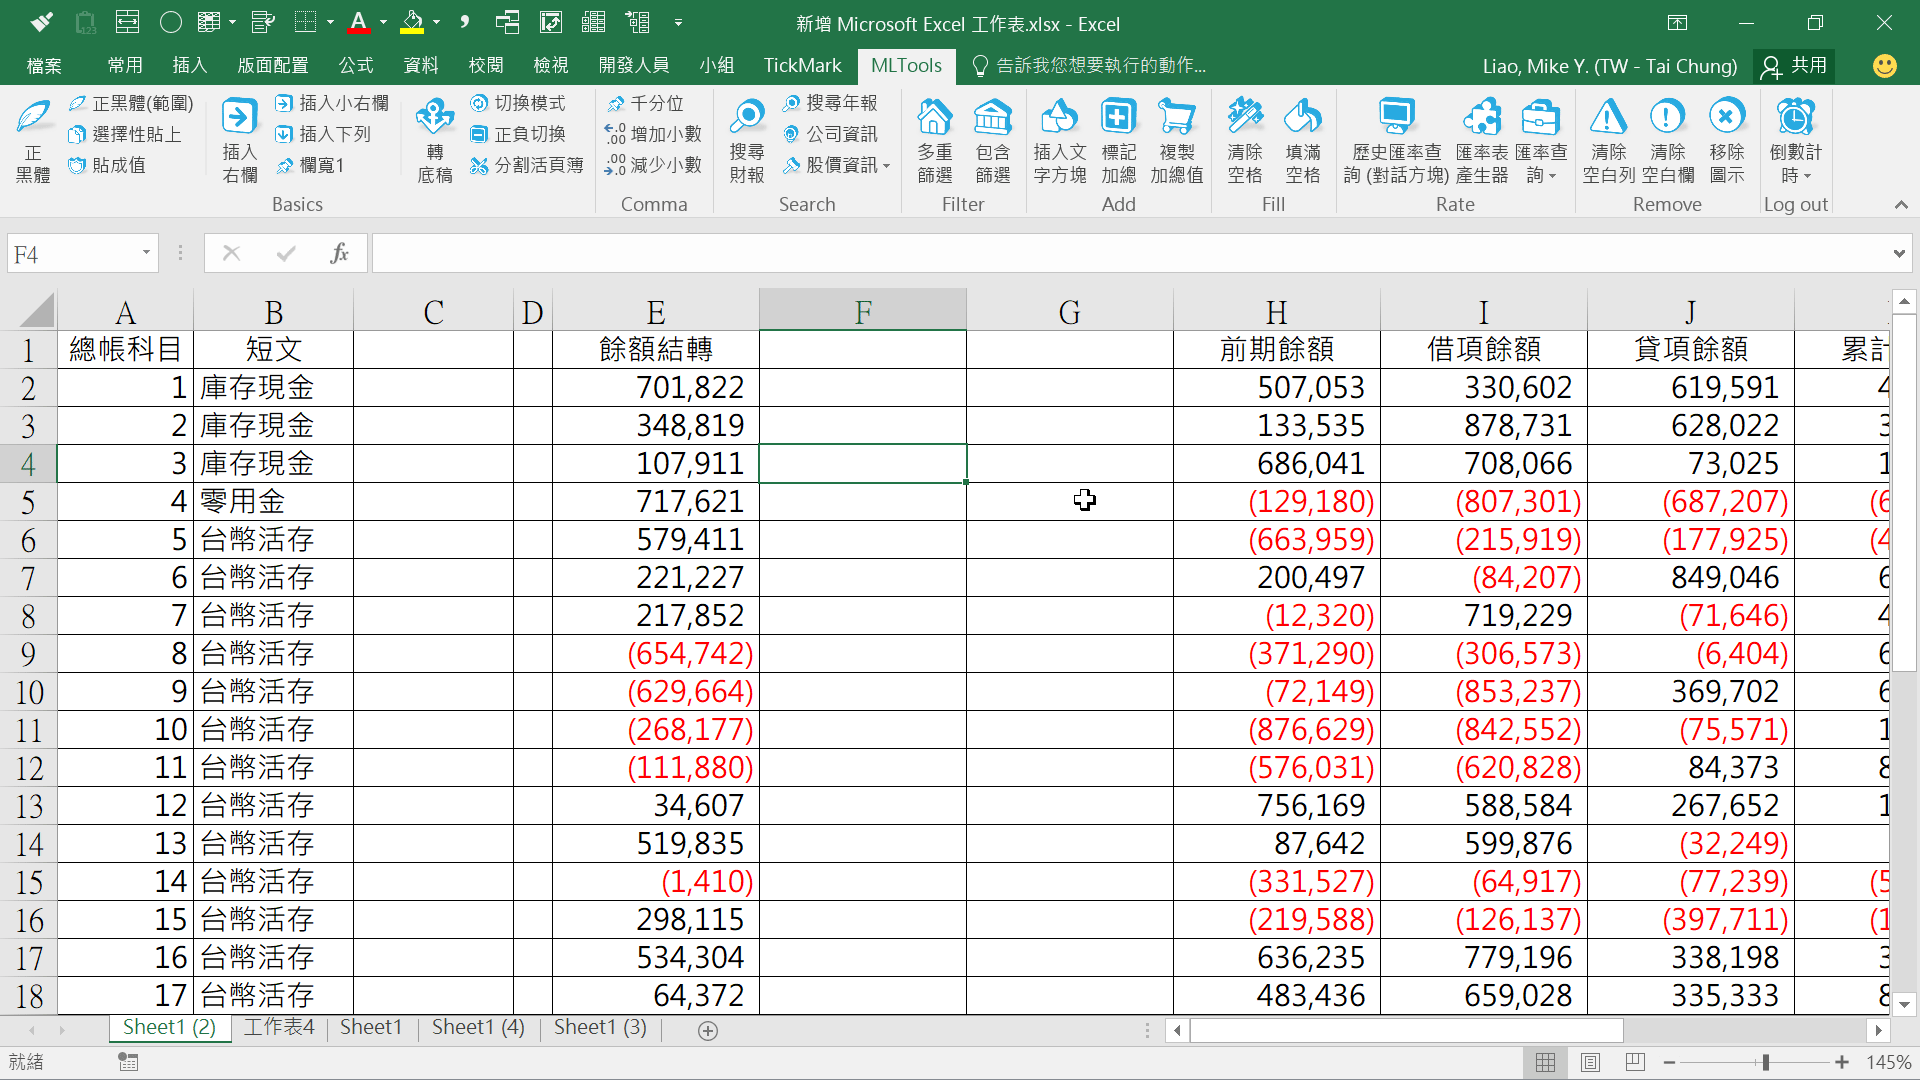 新增 Microsoft Excel 工作表.xlsx - Excel
檔案 常用 插入 版面配置 公式 資料 校閱 檢視 開發人員 小組 TickMark MLTools 告訴我您想要執行的動作... Liao, Mike Y. (TW - Tai Chung) 共用
正黑體
正黑體(範圍)
選擇性貼上
貼成值
插入右欄
插入小右欄
插入下列
欄寬1
轉底稿
切換模式
正負切換
分割活頁簿
Basics
千分位
增加小數
減少小數
Comma
搜尋財報
搜尋年報
公司資訊
股價資訊
Search
多重篩選
包含篩選
Filter
插入文字方塊
標記加總
複製加總值
Add
清除空格
填滿空格
Fill
歷史匯率查詢 (對話方塊)
匯率表產生器
匯率查詢
Rate
清除空白列
清除空白欄
移除圖示
Remove
倒數計時
Log out
F4 fx
A B C D E F G H I J
1 總帳科目 短文 餘額結轉 前期餘額 借項餘額 貸項餘額 累計
2 1 庫存現金 701,822 507,053 330,602 619,591 4
3 2 庫存現金 348,819 133,535 878,731 628,022 3
4 3 庫存現金 107,911 686,041 708,066 73,025 1
5 4 零用金 717,621 (129,180) (807,301) (687,207) (6
6 5 台幣活存 579,411 (663,959) (215,919) (177,925) (4
7 6 台幣活存 221,227 200,497 (84,207) 849,046 6
8 7 台幣活存 217,852 (12,320) 719,229 (71,646) 4
9 8 台幣活存 (654,742) (371,290) (306,573) (6,404) 6
10 9 台幣活存 (629,664) (72,149) (853,237) 369,702 6
11 10 台幣活存 (268,177) (876,629) (842,552) (75,571) 1
12 11 台幣活存 (111,880) (576,031) (620,828) 84,373 8
13 12 台幣活存 34,607 756,169 588,584 267,652 1
14 13 台幣活存 519,835 87,642 599,876 (32,249)
15 14 台幣活存 (1,410) (331,527) (64,917) (77,239) (5
16 15 台幣活存 298,115 (219,588) (126,137) (397,711) (1
17 16 台幣活存 534,304 636,235 779,196 338,198 3
18 17 台幣活存 64,372 483,436 659,028 335,333 8
Sheet1 (2) 工作表4 Sheet1 Sheet1 (4) Sheet1 (3)
就緒 145%